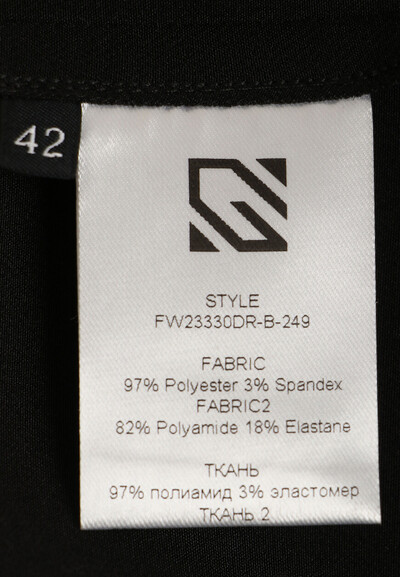 42
STYLE
FW23330DR-B-249
FABRIC
97% Polyester 3% Spandex
FABRIC2
82% Polyamide 18% Elastane
ТКАНЬ
97% полиамид 3% эластомер
ТКАНЬ 2